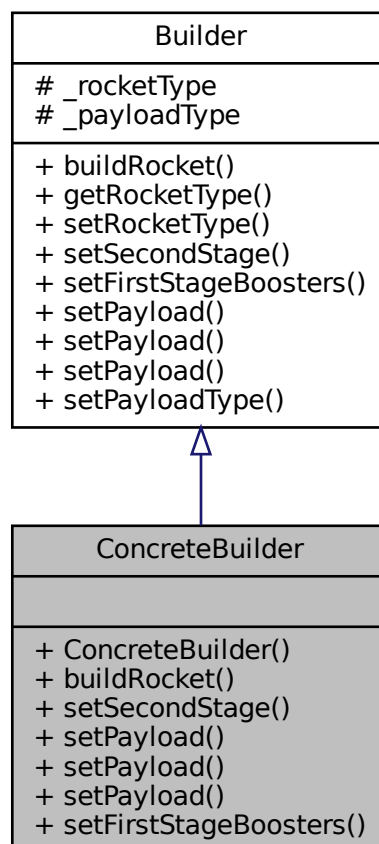 Builder
# _rocketType
# _payloadType
+ buildRocket()
+ getRocketType()
+ setRocketType()
+ setSecondStage()
+ setFirstStageBoosters()
+ setPayload()
+ setPayload()
+ setPayload()
+ setPayloadType()
ConcreteBuilder
+ ConcreteBuilder()
+ buildRocket()
+ setSecondStage()
+ setPayload()
+ setPayload()
+ setPayload()
+ setFirstStageBoosters()